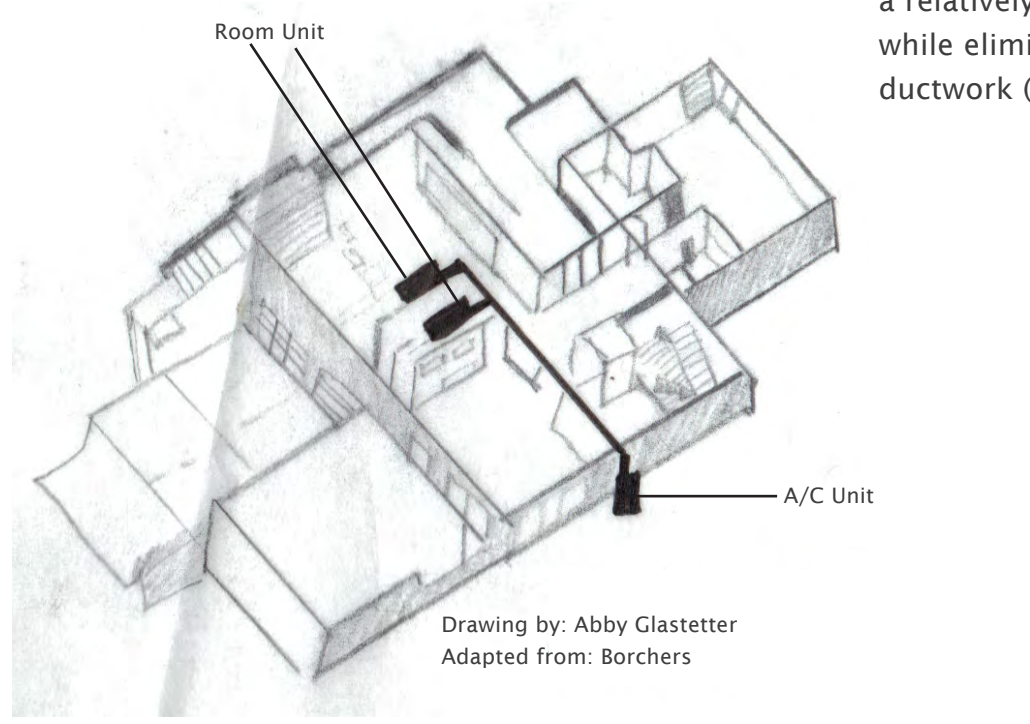 a relatively
while elimi
ductwork (
Room Unit
A/C Unit
Drawing by: Abby Glastetter
Adapted from: Borchers